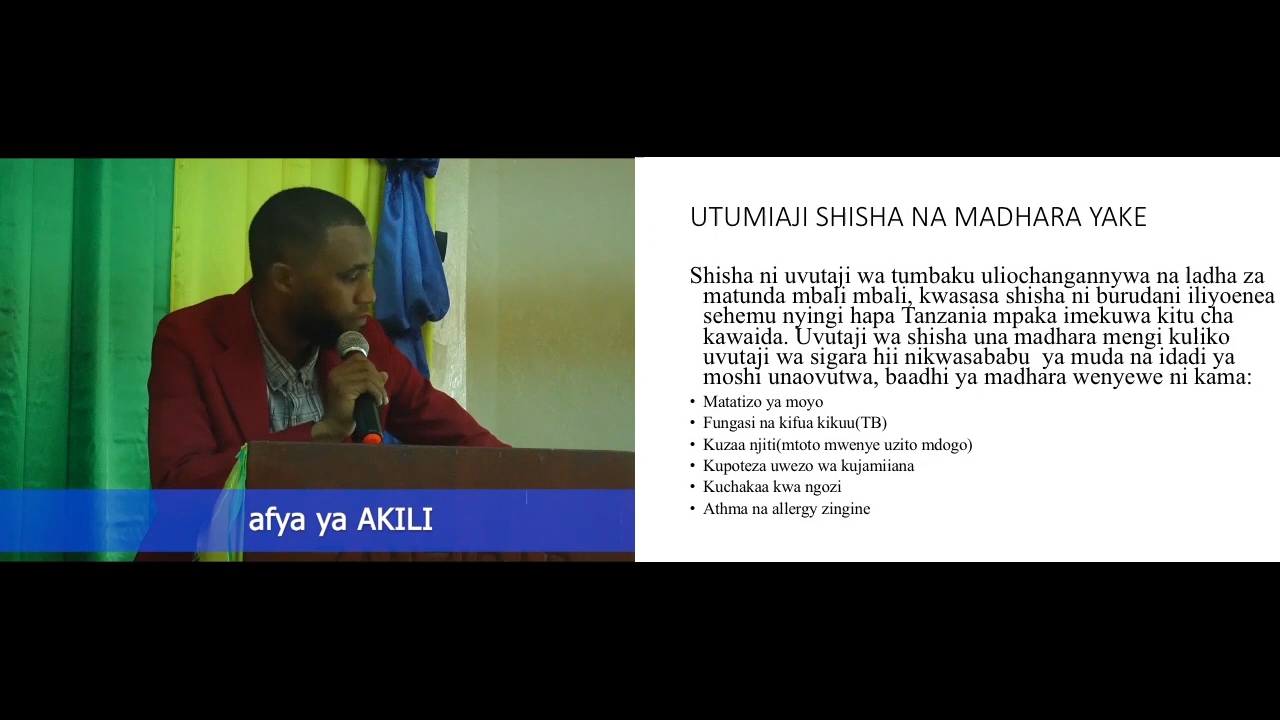 afya ya AKILI
UTUMIAJI SHISHA NA MADHARA YAKE
Shisha ni uvutaji wa tumbaku uliochangannywa na ladha za
matunda mbali mbali, kwasasa shisha ni burudani iliyoenea
sehemu nyingi hapa Tanzania mpaka imekuwa kitu cha
kawaida. Uvutaji wa shisha una madhara mengi kuliko
uvutaji wa sigara hii nikwasababu  ya muda na idadi ya
moshi unaovutwa, baadhi ya madhara wenyewe ni kama:
• Matatizo ya moyo
• Fungasi na kifua kikuu(TB)
• Kuzaa njiti(mtoto mwenye uzito mdogo)
• Kupoteza uwezo wa kujamiiana
• Kuchakaa kwa ngozi
• Athma na allergy zingine